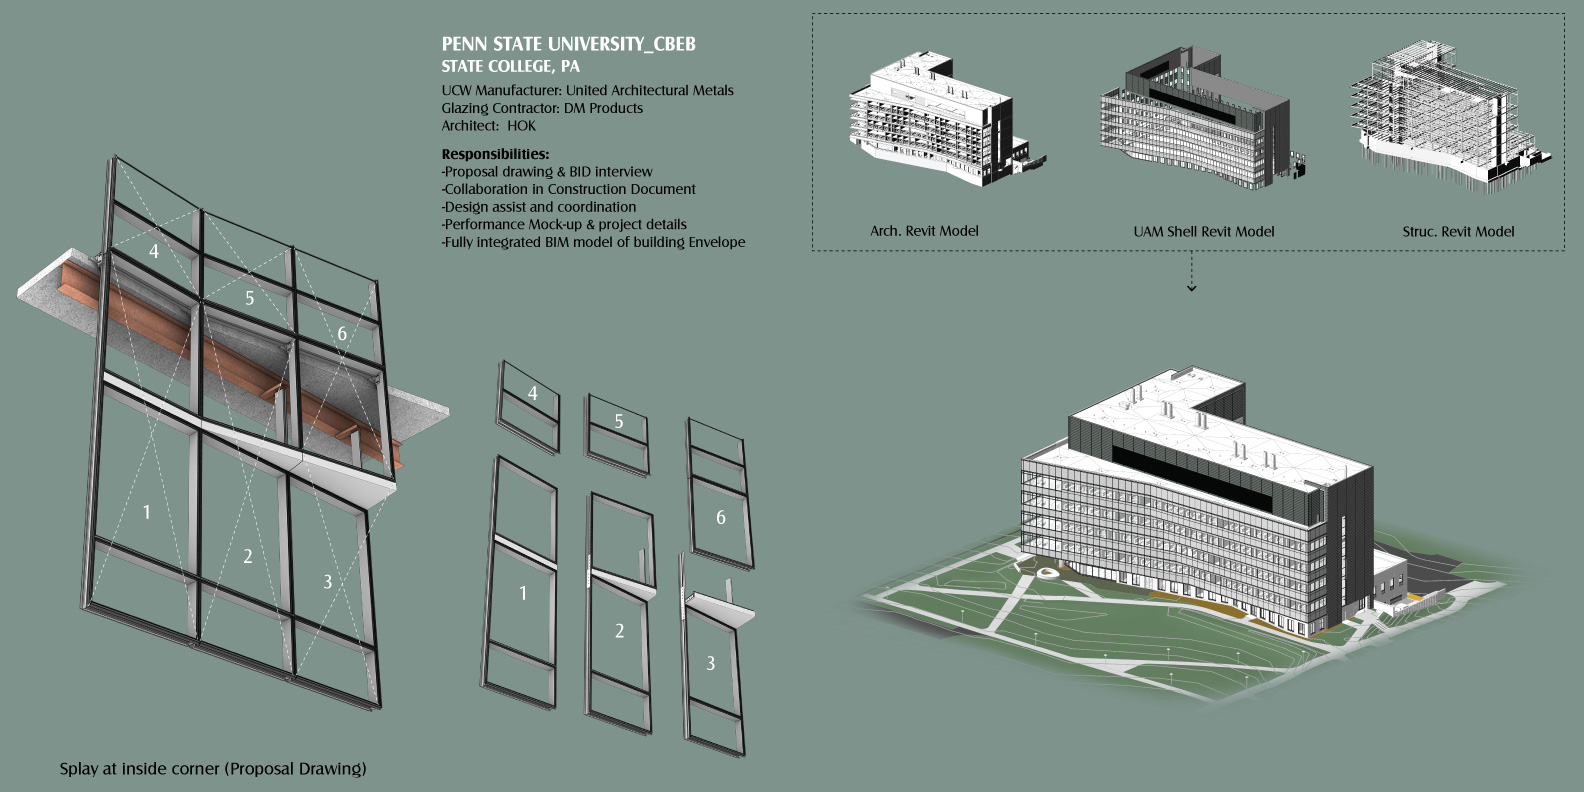 PENN STATE UNIVERSITY_CBEB
STATE COLLEGE, PA
UCW Manufacturer: United Architectural Metals
Glazing Contractor: DM Products
Architect: HOK
Responsibilities:
-Proposal drawing & BID interview
-Collaboration in Construction Document
-Design assist and coordination
-Performance Mock-up & project details
-Fully integrated BIM model of building Envelope
Arch. Revit Model
UAM Shell Revit Model
Struc. Revit Model
4
5
6
1
2
3
4
5
6
1
2
3
Splay at inside corner (Proposal Drawing)